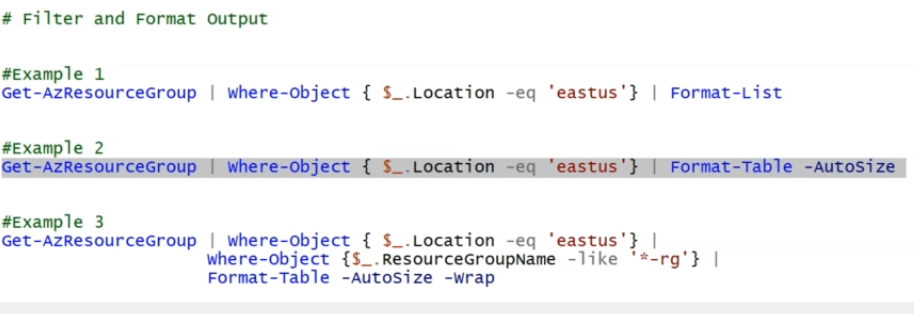 # Filter and Format Output
#Example 1
Get-AzResourceGroup | Where-Object { $_.Location -eq 'eastus'} | Format-List
#Example 2
Get-AzResourceGroup | Where-Object { $_.Location -eq 'eastus'} | Format-Table -AutoSize
#Example 3
Get-AzResourceGroup | Where-Object { $_.Location -eq 'eastus'} |
Where-Object {$_.ResourceGroupName -like '*-rg'} |
Format-Table -AutoSize -Wrap